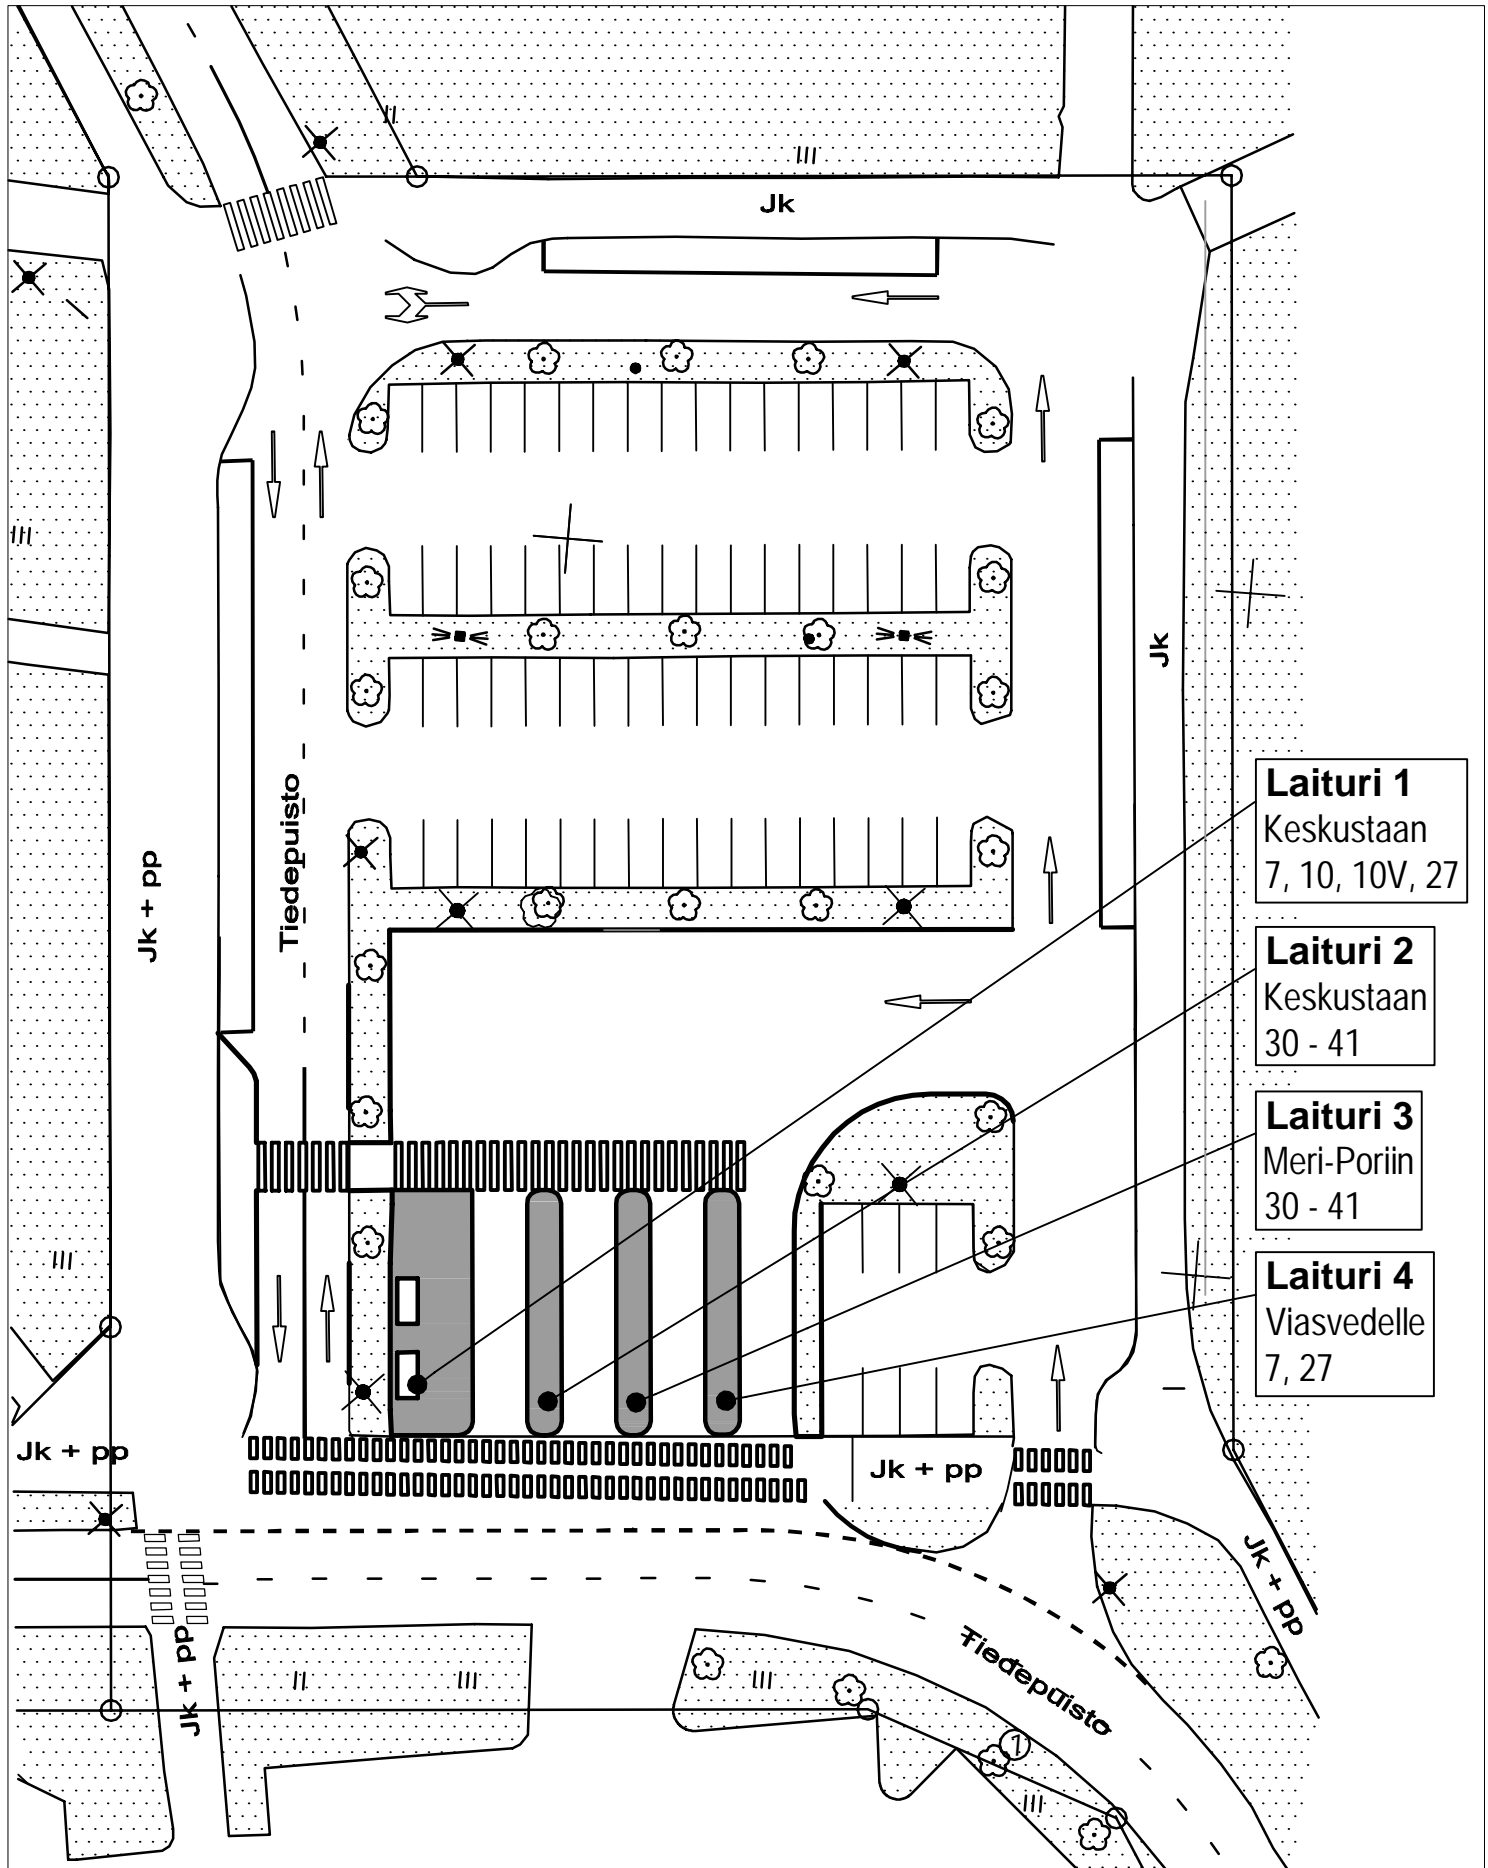 Jk
Jk
Tiedepuisto
Jk + pp
Laituri 1
Keskustaan
7, 10, 10V, 27
Laituri 2
Keskustaan
30 - 41
Laituri 3
Meri-Poriin
30 - 41
Laituri 4
Viasvedelle
7, 27
Jk + pp
Jk + pp
Jk + pp
Jk + pp
Tiedepuisto
7